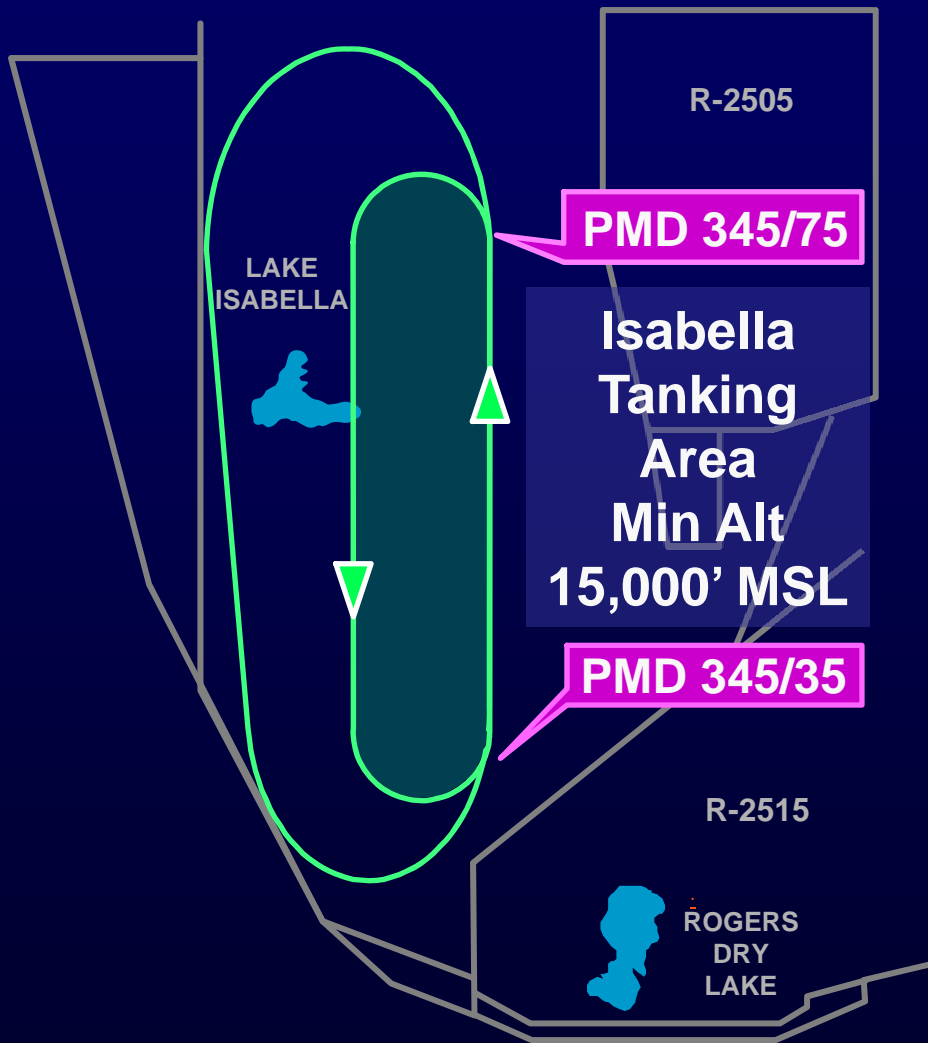 R-2505
PMD 345/75
LAKE
ISABELLA
Isabella
Tanking
Area
Min Alt
15,000’ MSL
PMD 345/35
R-2515
ROGERS
DRY
LAKE